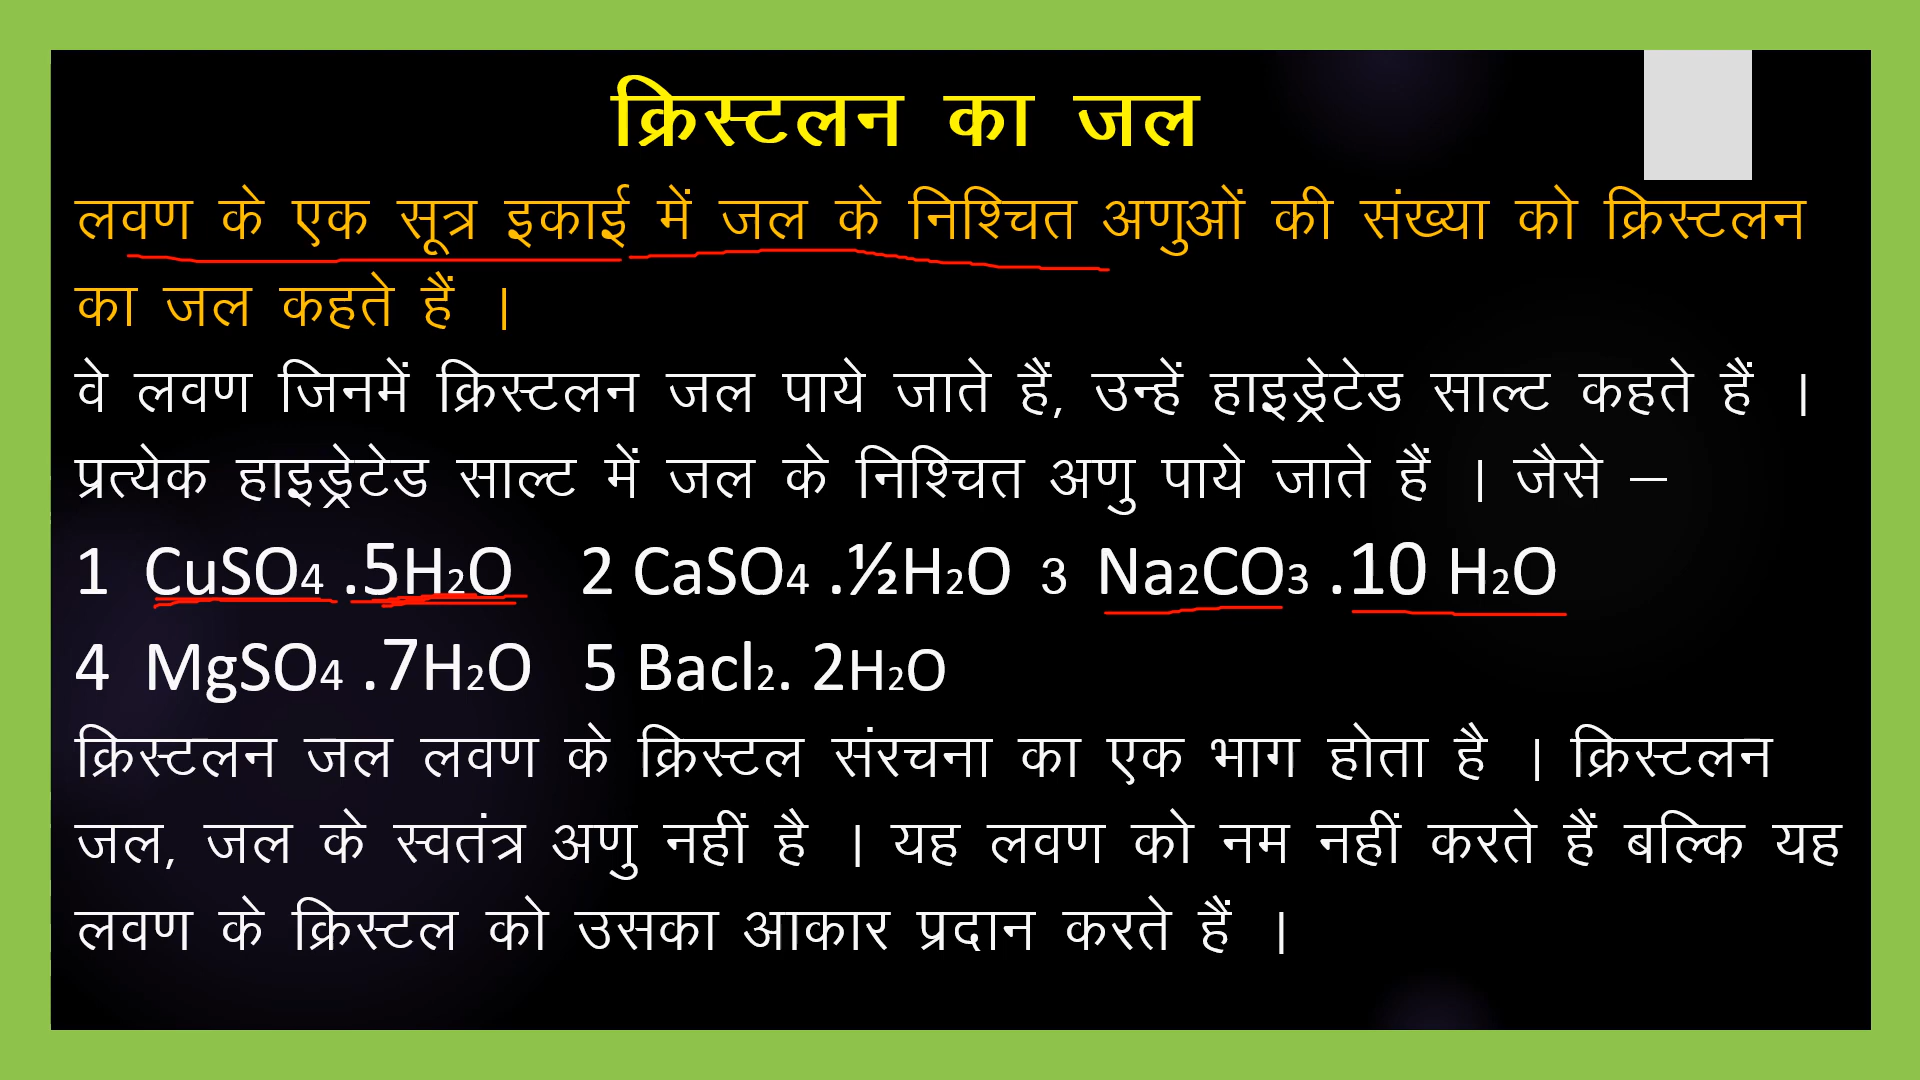 क्रिस्टलन का जल
लवण के एक सूत्र इकाई में जल के निश्चित अणुओं की संख्या को क्रिस्टलन
का जल कहते हैं ।
वे लवण जिनमें क्रिस्टलन जल पाये जाते हैं, उन्हें हाइड्रेटेड साल्ट कहते हैं ।
प्रत्येक हाइड्रेटेड साल्ट में जल के निश्चित अणु पाये जाते हैं । जैसे –
1 CuSO₄ .5H₂O 2 CaSO₄ .½H₂O ३ Na₂CO₃ .10 H₂O
4 MgSO₄ .7H₂O 5 Bacl₂. 2H₂O
क्रिस्टलन जल लवण के क्रिस्टल संरचना का एक भाग होता है । क्रिस्टलन
जल, जल के स्वतंत्र अणु नहीं है । यह लवण को नम नहीं करते हैं बल्कि यह
लवण के क्रिस्टल को उसका आकार प्रदान करते हैं ।